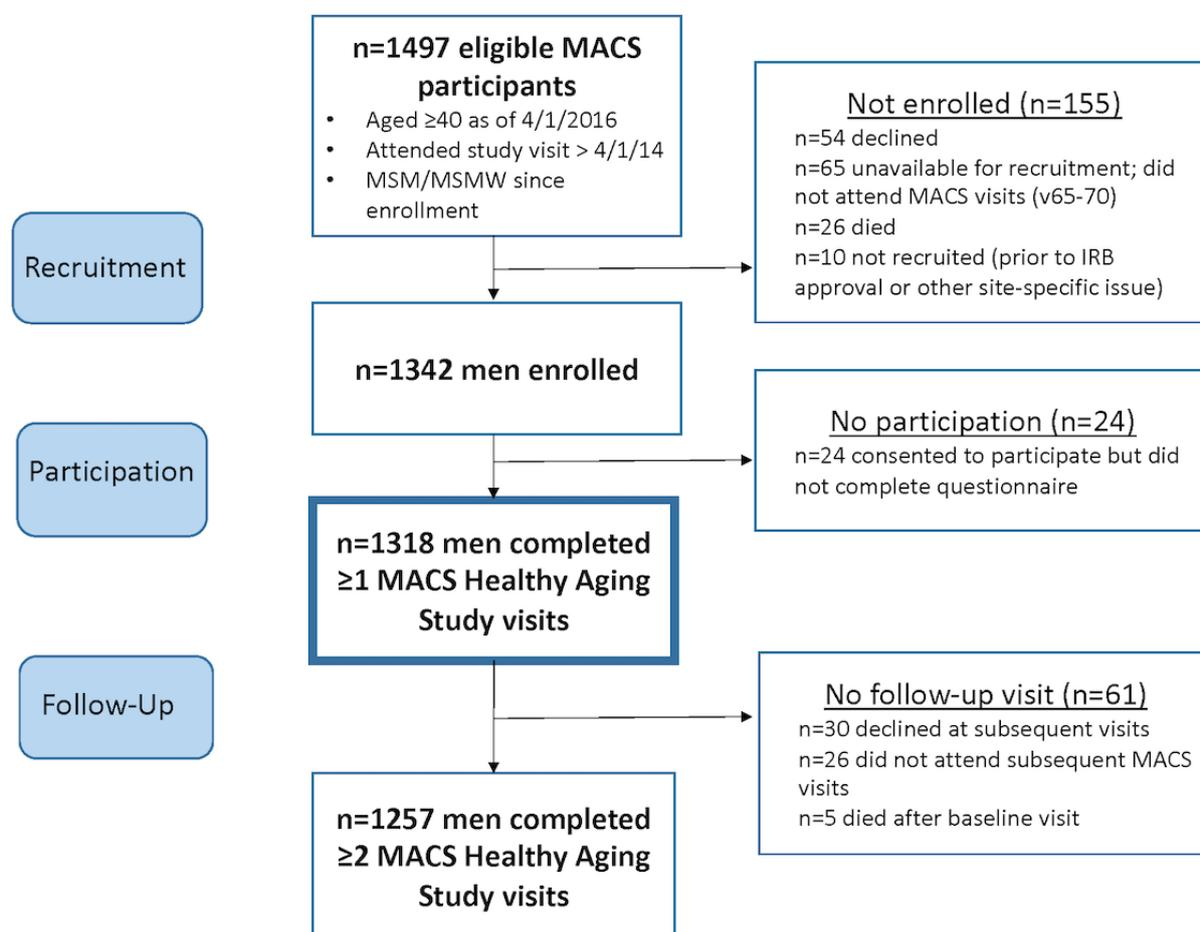 n=1497 eligible MACS
participants
• Aged ≥40 as of 4/1/2016
• Attended study visit > 4/1/14
• MSM/MSMW since
enrollment
Not enrolled (n=155)
n=54 declined
n=65 unavailable for recruitment; did
not attend MACS visits (v65-70)
n=26 died
n=10 not recruited (prior to IRB
approval or other site-specific issue)
Recruitment
n=1342 men enrolled
No participation (n=24)
n=24 consented to participate but did
not complete questionnaire
Participation
n=1318 men completed
≥1 MACS Healthy Aging
Study visits
No follow-up visit (n=61)
n=30 declined at subsequent visits
n=26 did not attend subsequent MACS
visits
n=5 died after baseline visit
Follow-Up
n=1257 men completed
≥2 MACS Healthy Aging
Study visits